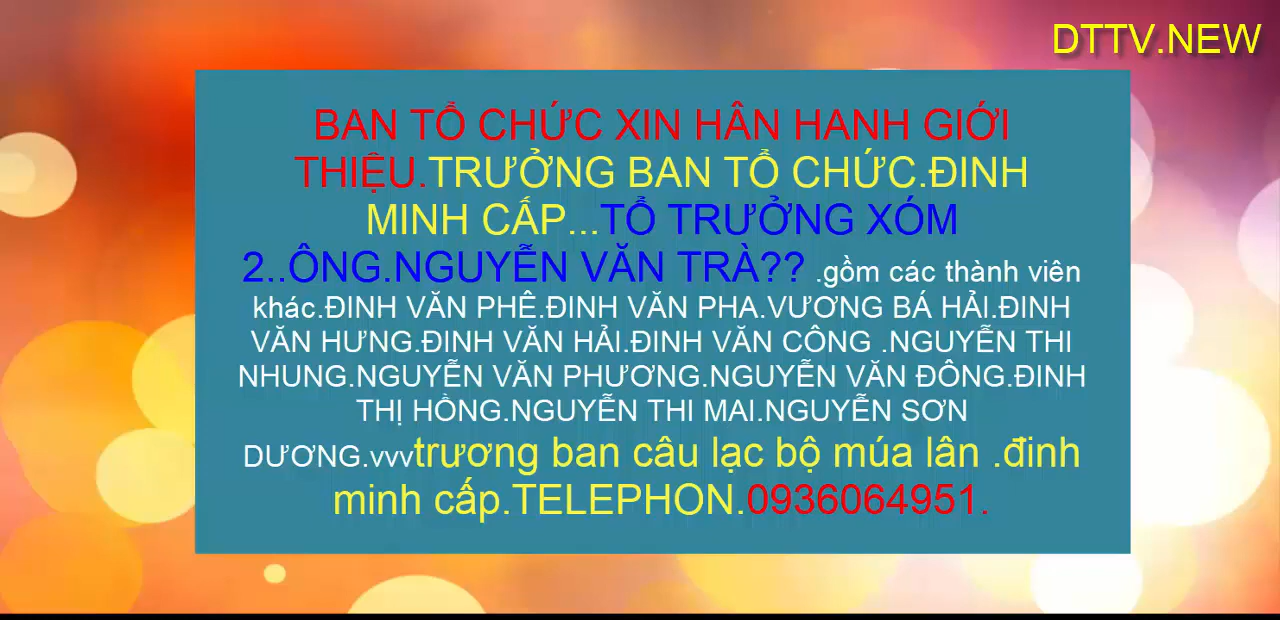 DTTV.NEW
BAN TỔ CHỨC XIN HÂN HANH GIỚI
THIỆU.TRƯỞNG BAN TỔ CHỨC.ĐINH
MINH CẤP...TỔ TRƯỞNG XÓM
2..ÔNG.NGUYỄN VĂN TRÀ?? .gồm các thành viên
khác.ĐINH VĂN PHÊ.ĐINH VĂN PHA.VƯƠNG BÁ HẢI.ĐINH
VĂN HƯNG.ĐINH VĂN HẢI.ĐINH VĂN CÔNG .NGUYỄN THI
NHUNG.NGUYỄN VĂN PHƯƠNG.NGUYỄN VĂN ĐÔNG.ĐINH
THỊ HỒNG.NGUYỄN THI MAI.NGUYỄN SƠN
DƯƠNG.vvvtrương ban câu lạc bộ múa lân .đinh
minh cấp.TELEPHON.0936064951.